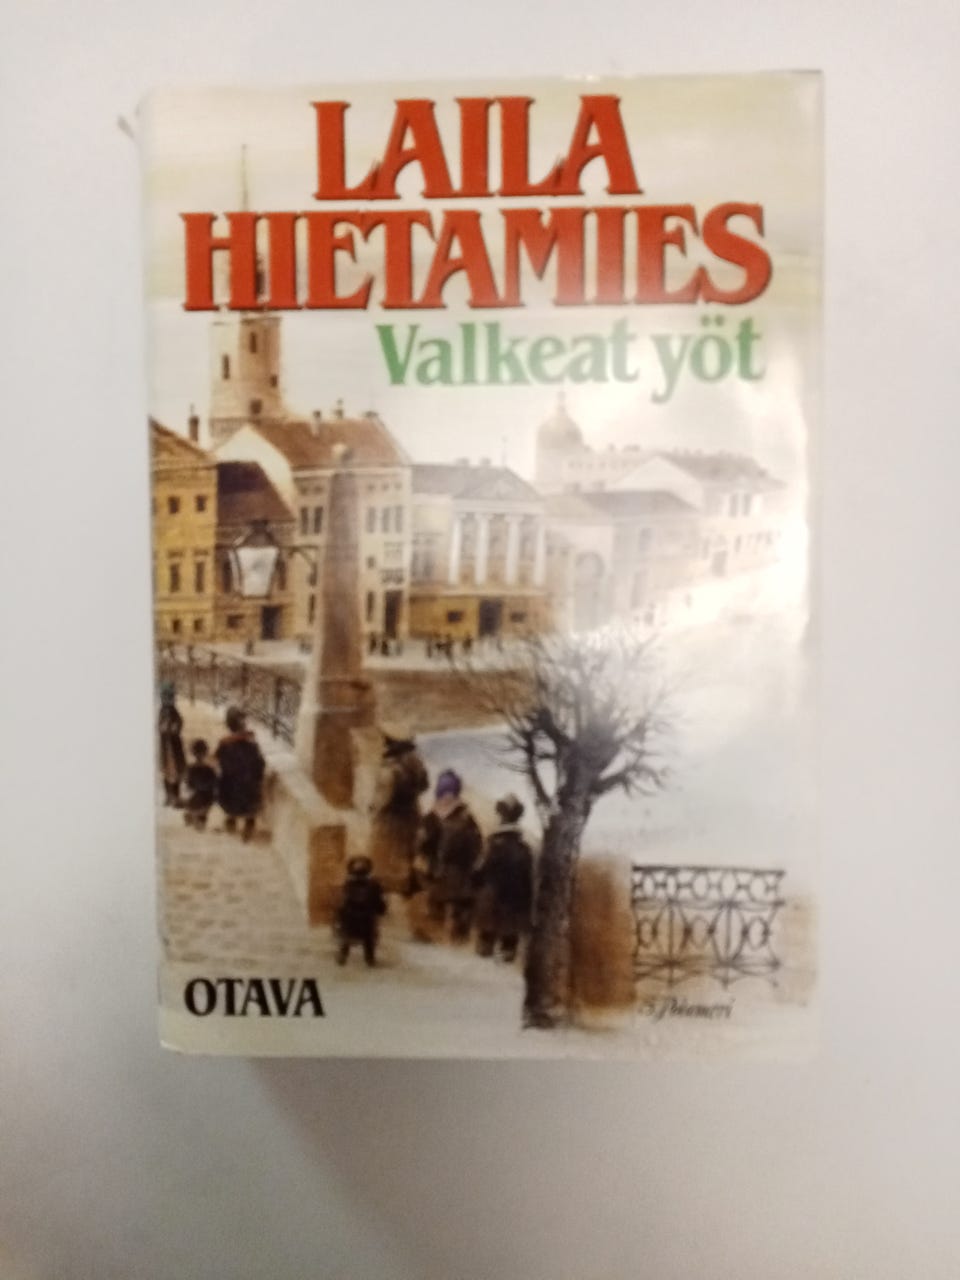 LAILA
HIETAMIES
Valkeat yöt
OTAVA